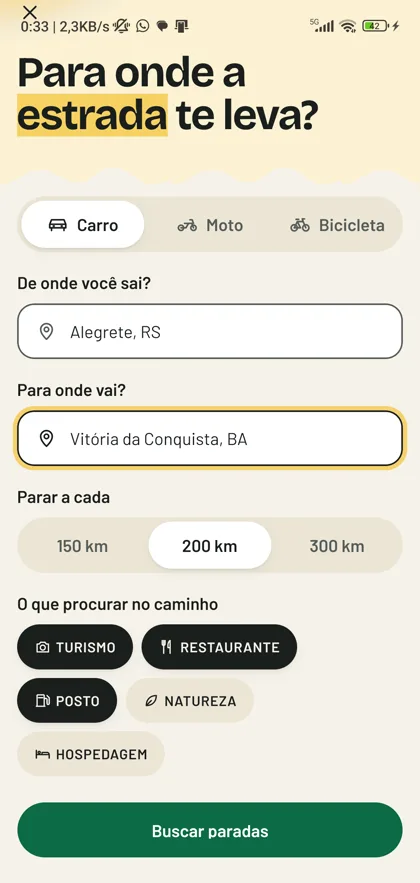 0:33 | 2,3KB/s
5G
42
Para onde a
estrada te leva?
Carro
Moto
Bicicleta
De onde você sai?
Alegrete, RS
Para onde vai?
Vitória da Conquista, BA
Parar a cada
150 km
200 km
300 km
O que procurar no caminho
TURISMO
RESTAURANTE
POSTO
NATUREZA
HOSPEDAGEM
Buscar paradas